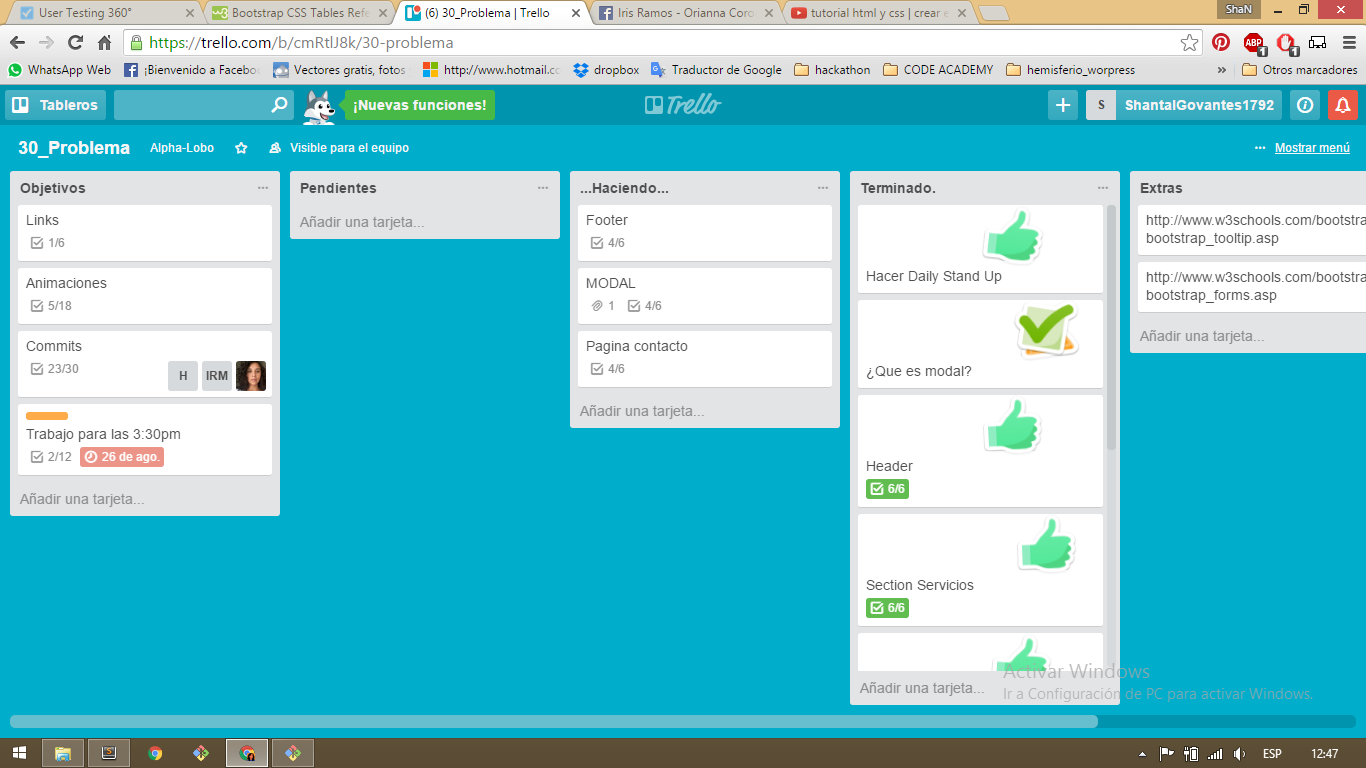 ShaN
User Testing 360°
Bootstrap CSS Tables Refe
(6) 30_Problema | Trello
Iris Ramos - Orianna Coro
tutorial html y css | crear e
https://trello.com/b/cmRtlJ8k/30-problema
ABP 1 1
WhatsApp Web
¡Bienvenido a Facebo
Vectores gratis, fotos
http://www.hotmail.cc
dropbox
Traductor de Google
hackathon
CODE ACADEMY
hemisferio_worpress
»
Otros marcadores
Tableros
¡Nuevas funciones!
Trello
S ShantalGovantes1792
30_Problema
Alpha-Lobo
Visible para el equipo
Mostrar menú
Objetivos
Links
1/6
Animaciones
5/18
Commits
23/30
H IRM
Trabajo para las 3:30pm
2/12 26 de ago.
Añadir una tarjeta...
Pendientes
Añadir una tarjeta...
...Haciendo...
Footer
4/6
MODAL
1 4/6
Pagina contacto
4/6
Añadir una tarjeta...
Terminado.
Hacer Daily Stand Up
¿Que es modal?
Header
6/6
Section Servicios
6/6
Añadir una tarjeta...
Extras
http://www.w3schools.com/bootstra
bootstrap_tooltip.asp
http://www.w3schools.com/bootstra
bootstrap_forms.asp
Añadir una tarjeta...
Activar Windows
Ir a Configuración de PC para activar Windows.
ESP
12:47